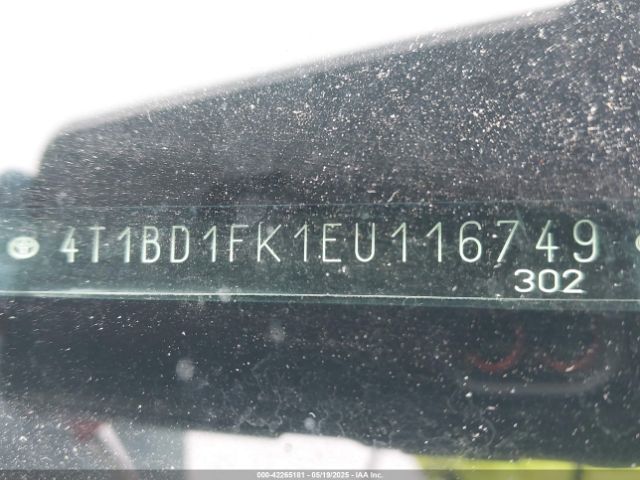 4T1BD1FK1EU116749
302
000-42265181 - 05/19/2025 - IAA Inc.